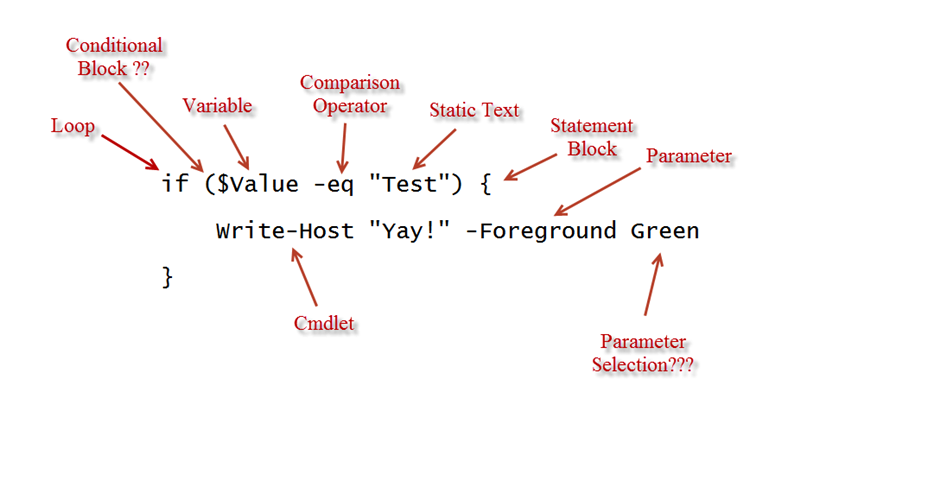 Conditional
Block ??
Comparison
Operator
Variable
Static Text
Loop
Statement
Block
Parameter
if ($Value -eq "Test") {
Write-Host "Yay!" -Foreground Green
}
Cmdlet
Parameter
Selection???